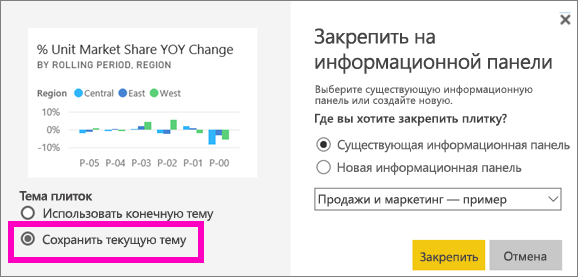 % Unit Market Share YOY Change
BY ROLLING PERIOD, REGION
Region Central East West
10%
0%
-10%
P-05 P-04 P-03 P-02 P-01 P-00
Тема плиток
Использовать конечную тему
Сохранить текущую тему
Закрепить на
информационной панели
Выберите существующую информационную
панель или создайте новую.
Где вы хотите закрепить плитку?
Существующая информационная панель
Новая информационная панель
Продажи и маркетинг — пример
Закрепить Отмена